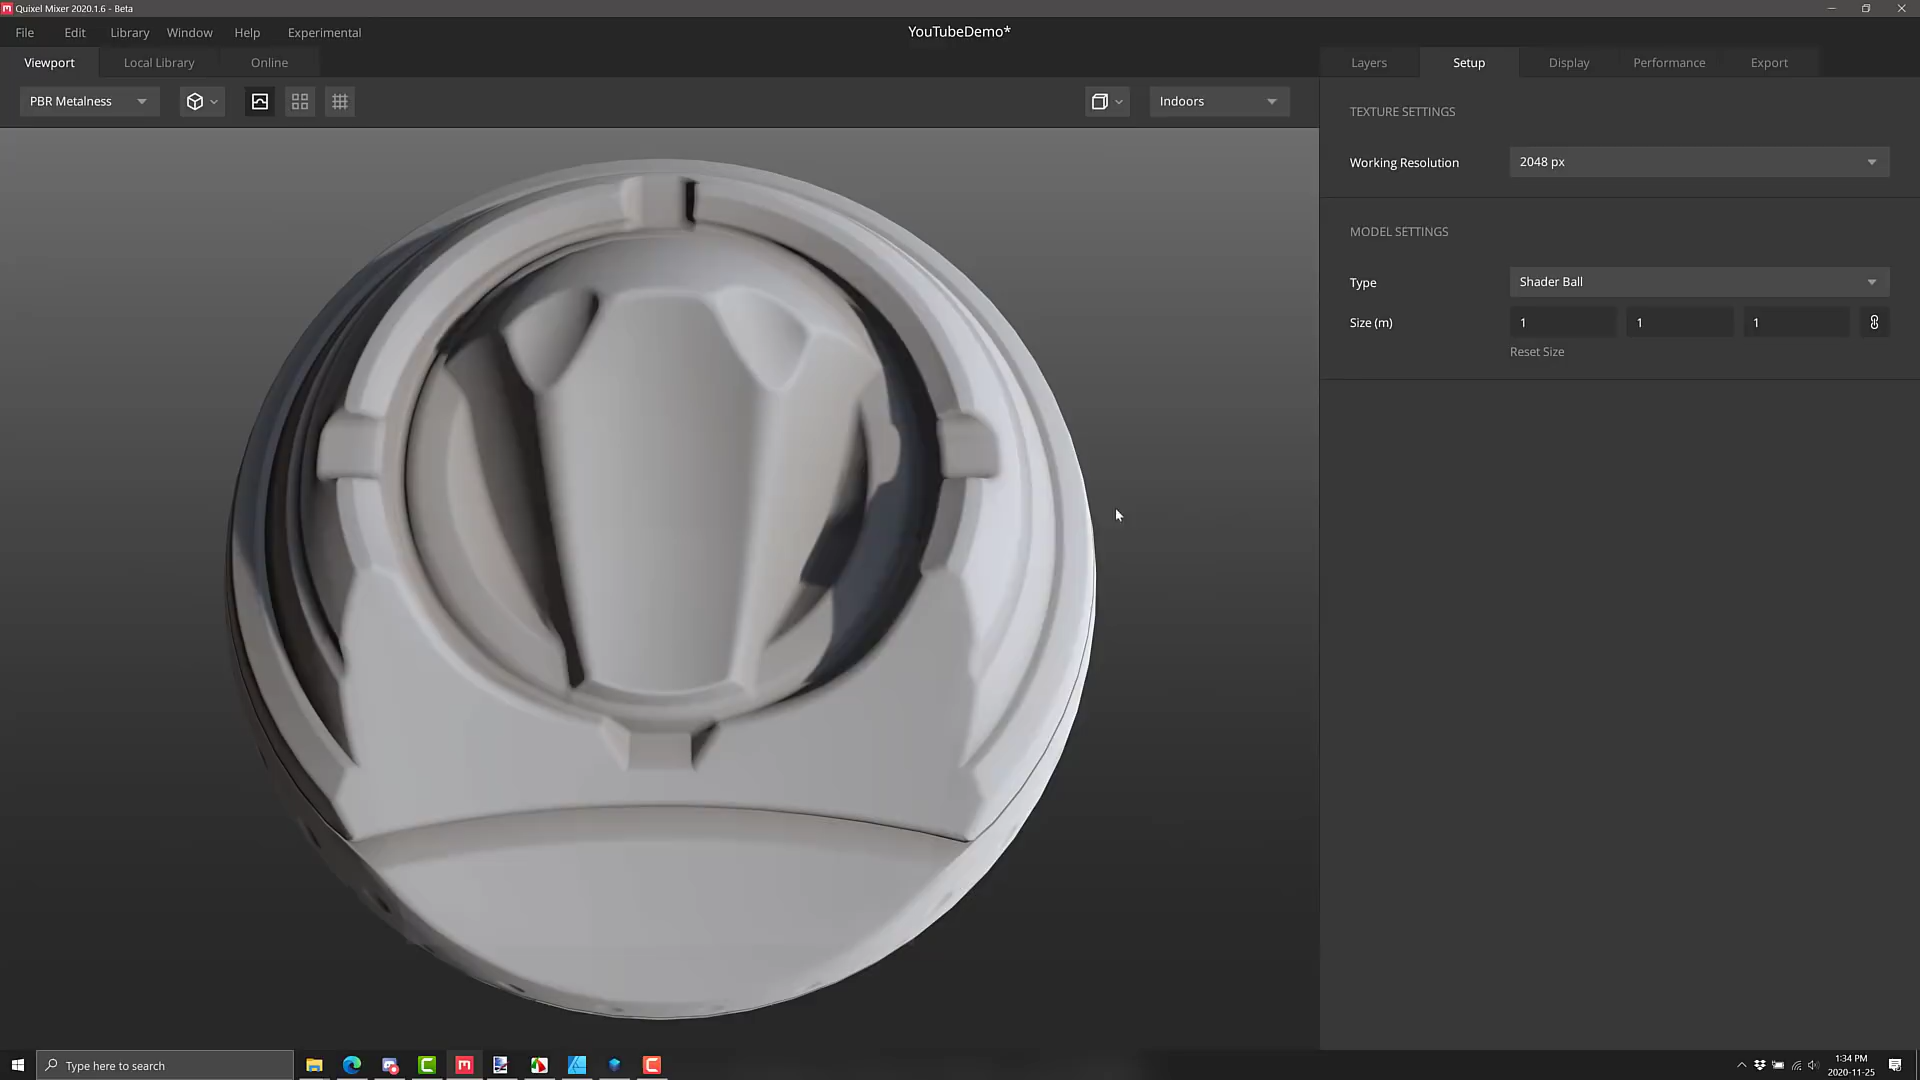 Quixel Mixer 2020.1.6 - Beta
File Edit Library Window Help Experimental
YouTubeDemo*
Viewport Local Library Online
Layers Setup Display Performance Export
PBR Metalness
Indoors
TEXTURE SETTINGS
Working Resolution 2048 px
MODEL SETTINGS
Type Shader Ball
Size (m) 1 1 1
Reset Size
Type here to search
1:34 PM
2020-11-25